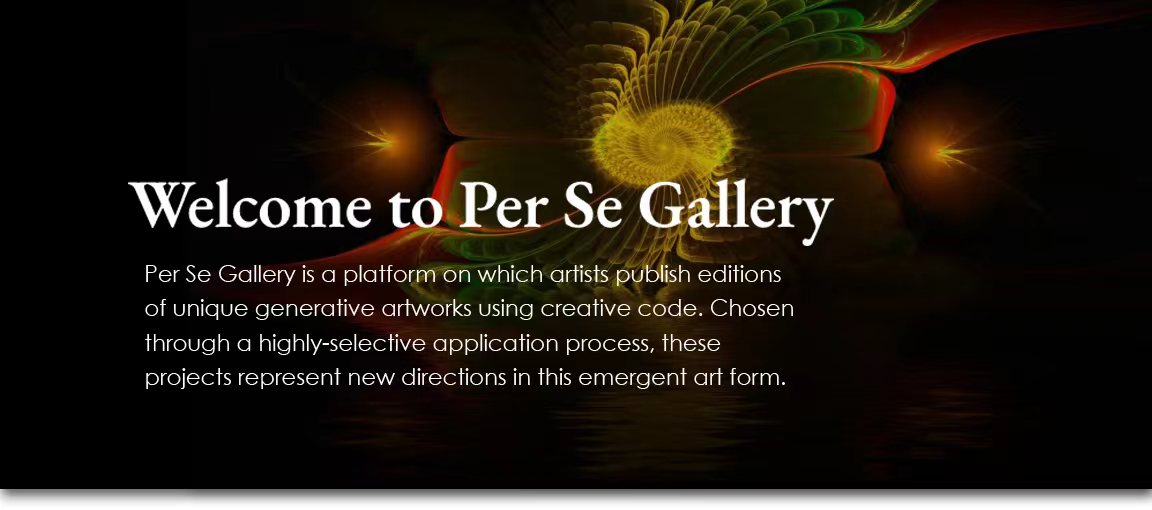 Welcome to Per Se Gallery
Per Se Gallery is a platform on which artists publish editions
of unique generative artworks using creative code. Chosen
through a highly-selective application process, these
projects represent new directions in this emergent art form.